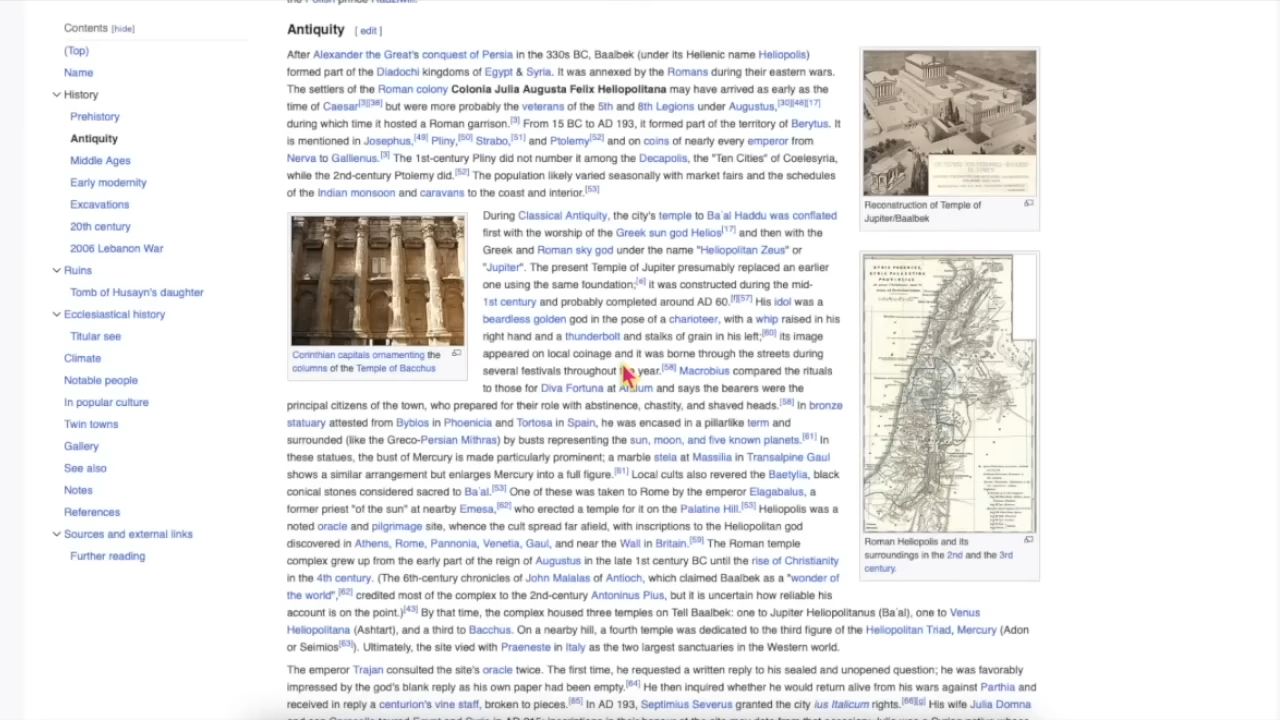 Contents [hide]
(Top)
Name
History
Prehistory
Antiquity
Middle Ages
Early modernity
Excavations
20th century
2006 Lebanon War
Ruins
Tomb of Husayn's daughter
Ecclesiastical history
Titular see
Climate
Notable people
In popular culture
Twin towns
Gallery
See also
Notes
References
Sources and external links
Further reading
Antiquity [ edit ]
After Alexander the Great's conquest of Persia in the 330s BC, Baalbek (under its Hellenic name Heliopolis)
formed part of the Diadochi kingdoms of Egypt & Syria. It was annexed by the Romans during their eastern wars.
The settlers of the Roman colony Colonia Julia Augusta Felix Heliopolitana may have arrived as early as the
time of Caesar[3][38] but were more probably the veterans of the 5th and 8th Legions under Augustus,[30][48][17]
during which time it hosted a Roman garrison.[3] From 15 BC to AD 193, it formed part of the territory of Berytus. It
is mentioned in Josephus,[49] Pliny,[50] Strabo,[51] and Ptolemy[52] and on coins of nearly every emperor from
Nerva to Gallienus.[3] The 1st-century Pliny did not number it among the Decapolis, the "Ten Cities" of Coelesyria,
while the 2nd-century Ptolemy did.[52] The population likely varied seasonally with market fairs and the schedules
of the Indian monsoon and caravans to the coast and interior.[53]
Corinthian capitals ornamenting the
columns of the Temple of Bacchus
During Classical Antiquity, the city's temple to Baʿal Haddu was conflated
first with the worship of the Greek sun god Helios[17] and then with the
Greek and Roman sky god under the name "Heliopolitan Zeus" or
"Jupiter". The present Temple of Jupiter presumably replaced an earlier
one using the same foundation;[e] it was constructed during the mid-
1st century and probably completed around AD 60.[f][57] His idol was a
beardless golden god in the pose of a charioteer, with a whip raised in his
right hand and a thunderbolt and stalks of grain in his left;[60] its image
appeared on local coinage and it was borne through the streets during
several festivals throughout year.[58] Macrobius compared the rituals
to those for Diva Fortuna at and says the bearers were the
principal citizens of the town, who prepared for their role with abstinence, chastity, and shaved heads.[58] In bronze
statuary attested from Byblos in Phoenicia and Tortosa in Spain, he was encased in a pillarlike term and
surrounded (like the Greco-Persian Mithras) by busts representing the sun, moon, and five known planets.[61] In
these statues, the bust of Mercury is made particularly prominent; a marble stela at Massilia in Transalpine Gaul
shows a similar arrangement but enlarges Mercury into a full figure.[61] Local cults also revered the Baetylia, black
conical stones considered sacred to Baʿal.[53] One of these was taken to Rome by the emperor Elagabalus, a
former priest "of the sun" at nearby Emesa,[62] who erected a temple for it on the Palatine Hill.[53] Heliopolis was a
noted oracle and pilgrimage site, whence the cult spread far afield, with inscriptions to the Heliopolitan god
discovered in Athens, Rome, Pannonia, Venetia, Gaul, and near the Wall in Britain.[59] The Roman temple
complex grew up from the early part of the reign of Augustus in the late 1st century BC until the rise of Christianity
in the 4th century. (The 6th-century chronicles of John Malalas of Antioch, which claimed Baalbek as a "wonder of
the world",[62] credited most of the complex to the 2nd-century Antoninus Pius, but it is uncertain how reliable his
account is on the point.)[43] By that time, the complex housed three temples on Tell Baalbek: one to Jupiter Heliopolitanus (Baʿal), one to Venus
Heliopolitana (Ashtart), and a third to Bacchus. On a nearby hill, a fourth temple was dedicated to the third figure of the Heliopolitan Triad, Mercury (Adon
or Seimios[63]). Ultimately, the site vied with Praeneste in Italy as the two largest sanctuaries in the Western world.
The emperor Trajan consulted the site's oracle twice. The first time, he requested a written reply to his sealed and unopened question; he was favorably
impressed by the god's blank reply as his own paper had been empty.[64] He then inquired whether he would return alive from his wars against Parthia and
received in reply a centurion's vine staff, broken to pieces.[65] In AD 193, Septimius Severus granted the city ius Italicum rights.[66][g] His wife Julia Domna
Reconstruction of Temple of
Jupiter/Baalbek
Roman Heliopolis and its
surroundings in the 2nd and the 3rd
century.